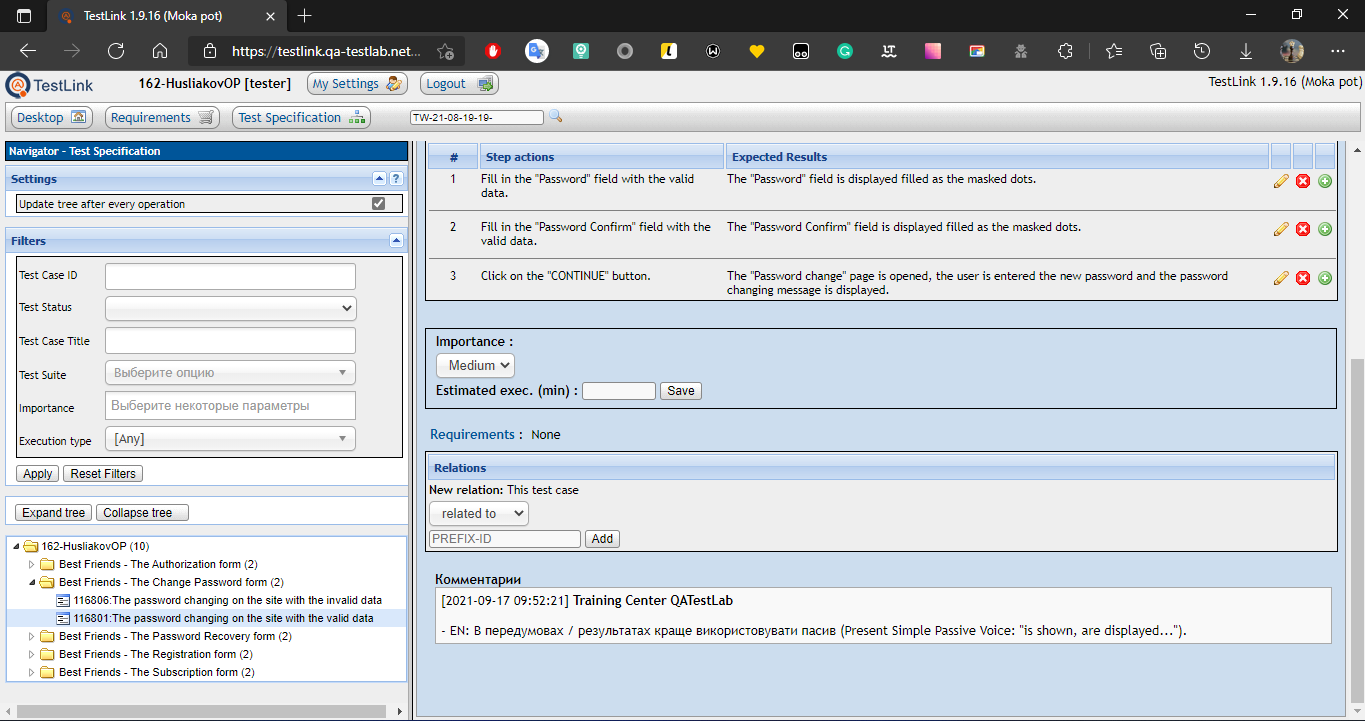 TestLink 1.9.16 (Moka pot)
https://testlink.qa-testlab.net...
TestLink
162-HusliakovOP [tester]
My Settings
Logout
TestLink 1.9.16 (Moka pot)
Desktop
Requirements
Test Specification
TW-21-08-19-19-
Navigator - Test Specification
Settings
?
Update tree after every operation
Filters
Test Case ID
Test Status
Test Case Title
Test Suite
Выберите опцию
Importance
Выберите некоторые параметры
Execution type
[Any]
Apply
Reset Filters
Expand tree
Collapse tree
162-HusliakovOP (10)
Best Friends - The Authorization form (2)
Best Friends - The Change Password form (2)
116806:The password changing on the site with the invalid data
116801:The password changing on the site with the valid data
Best Friends - The Password Recovery form (2)
Best Friends - The Registration form (2)
Best Friends - The Subscription form (2)
# Step actions Expected Results
1 Fill in the "Password" field with the valid The "Password" field is displayed filled as the masked dots.
data.
2 Fill in the "Password Confirm" field with the The "Password Confirm" field is displayed filled as the masked dots.
valid data.
3 Click on the "CONTINUE" button. The "Password change" page is opened, the user is entered the new password and the password
changing message is displayed.
Importance :
Medium
Estimated exec. (min) :
Save
Requirements : None
Relations
New relation: This test case
related to
PREFIX-ID
Add
Комментарии
[2021-09-17 09:52:21] Training Center QATestLab
- EN: В передумовах / результатах краще використовувати пасив (Present Simple Passive Voice: "is shown, are displayed...").